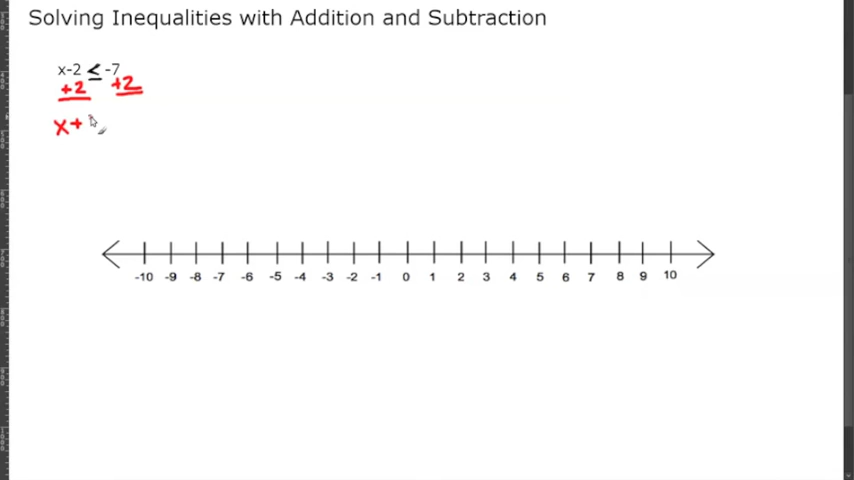 Solving Inequalities with Addition and Subtraction
x-2 ≤ -7
+2 +2
x+
-10 -9 -8 -7 -6 -5 -4 -3 -2 -1 0 1 2 3 4 5 6 7 8 9 10